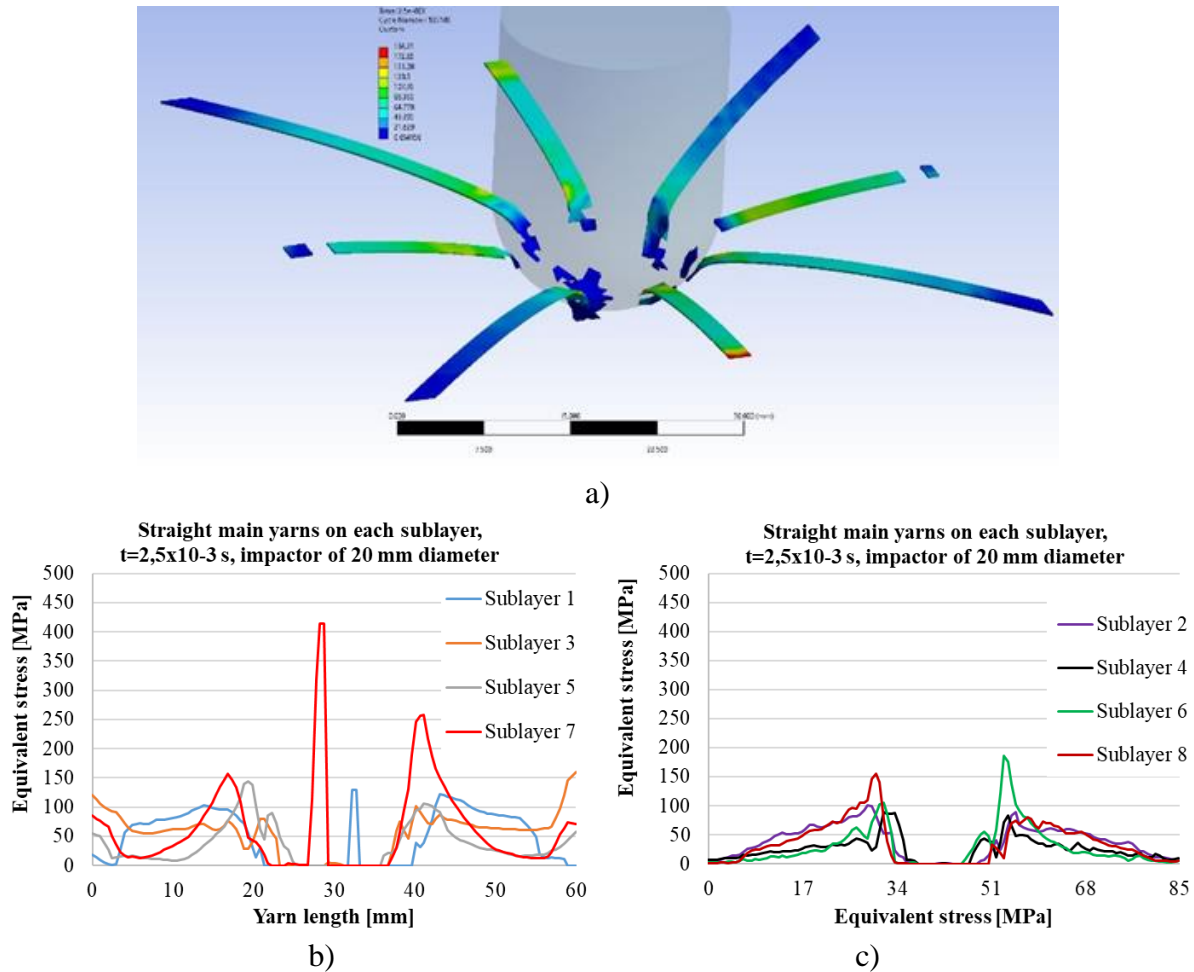 a)
Straight main yarns on each sublayer,
t=2,5x10-3 s, impactor of 20 mm diameter
Equivalent stress [MPa]
500
450
400
350
300
250
200
150
100
50
0
Sublayer 1
Sublayer 3
Sublayer 5
Sublayer 7
0 10 20 30 40 50 60
Yarn length [mm]
b)
Straight main yarns on each sublayer,
t=2,5x10-3 s, impactor of 20 mm diameter
Equivalent stress [MPa]
500
450
400
350
300
250
200
150
100
50
0
Sublayer 2
Sublayer 4
Sublayer 6
Sublayer 8
0 17 34 51 68 85
Equivalent stress [MPa]
c)